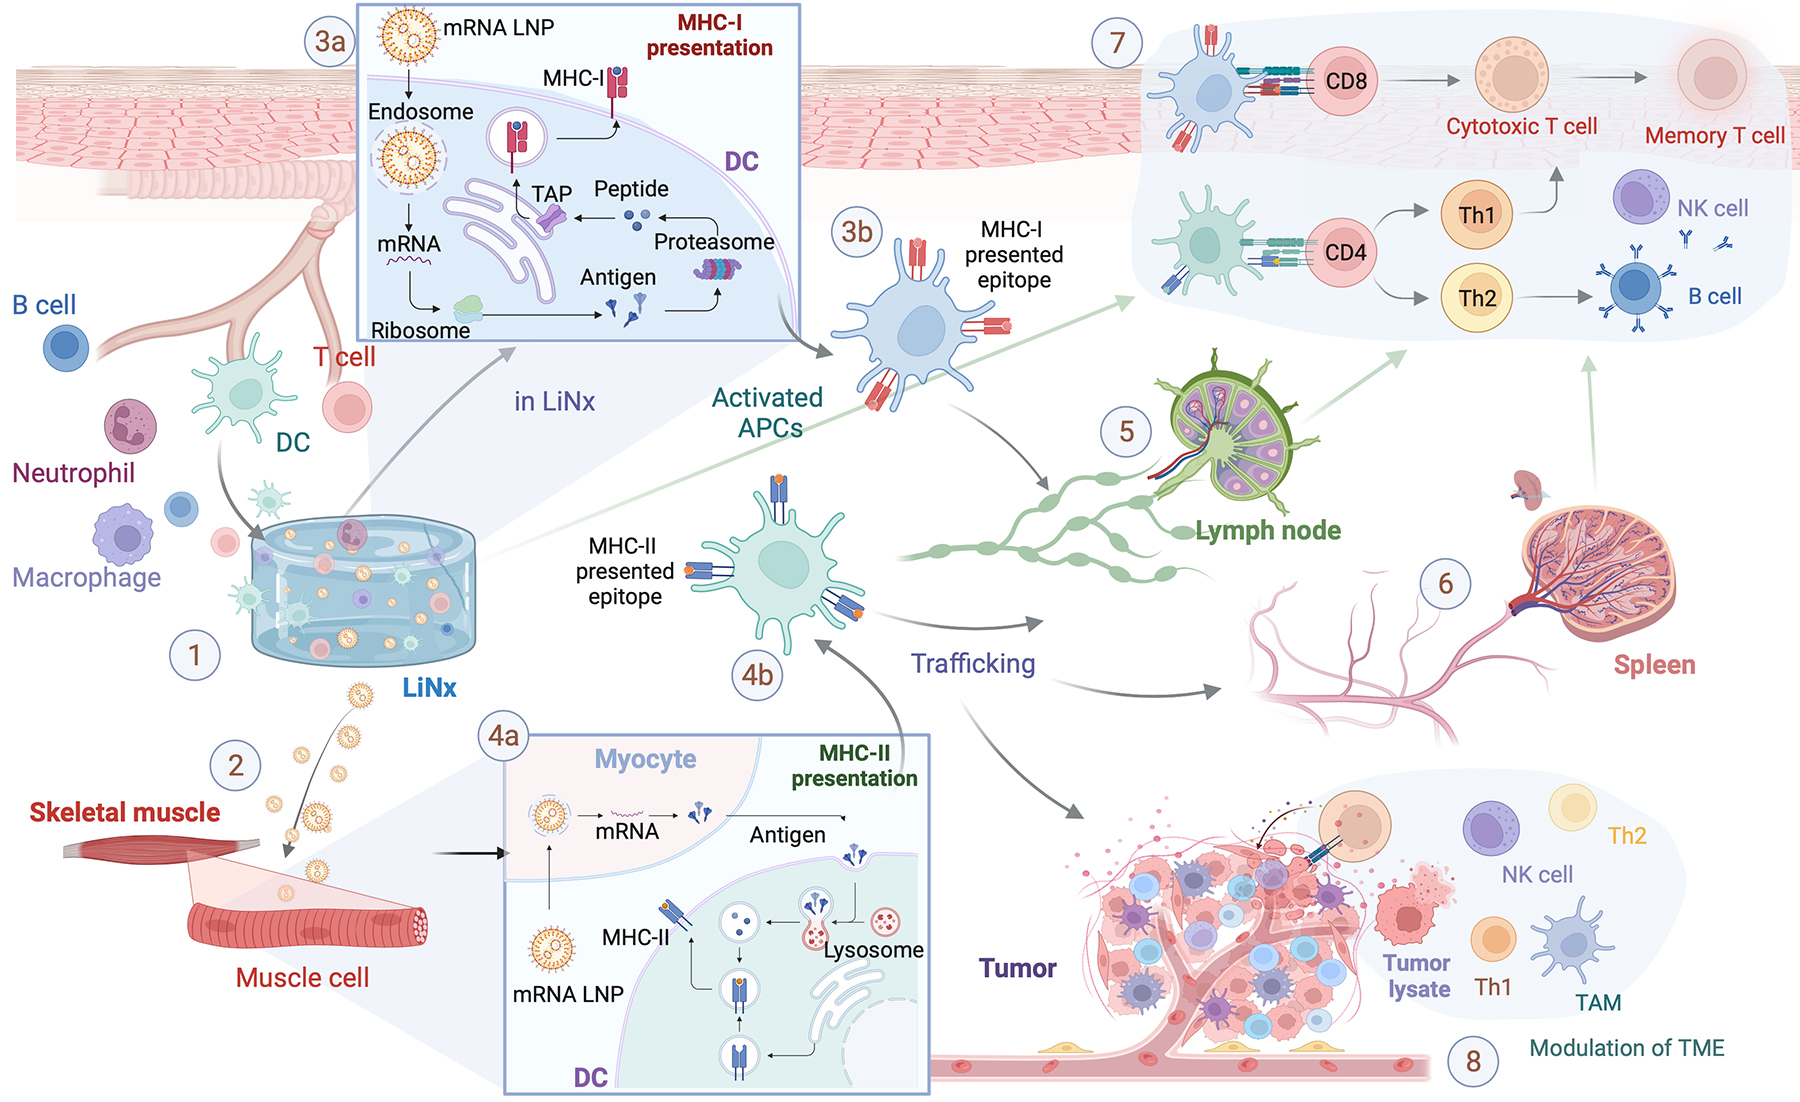 3a
mRNA LNP
MHC-I
presentation
MHC-I
Endosome
DC
TAP
Peptide
mRNA
Proteasome
Antigen
Ribosome
7
CD8
Cytotoxic T cell
Memory T cell
Th1
NK cell
CD4
Th2
B cell
3b
MHC-I
presented
epitope
B cell
T cell
DC
Neutrophil
Macrophage
in LiNx
Activated
APCs
5
Lymph node
MHC-II
presented
epitope
1
LiNx
4b
Trafficking
6
Spleen
2
Skeletal muscle
Muscle cell
4a
Myocyte
MHC-II
presentation
mRNA
Antigen
MHC-II
Lysosome
mRNA LNP
DC
Tumor
Tumor
lysate
NK cell
Th2
Th1
TAM
8
Modulation of TME